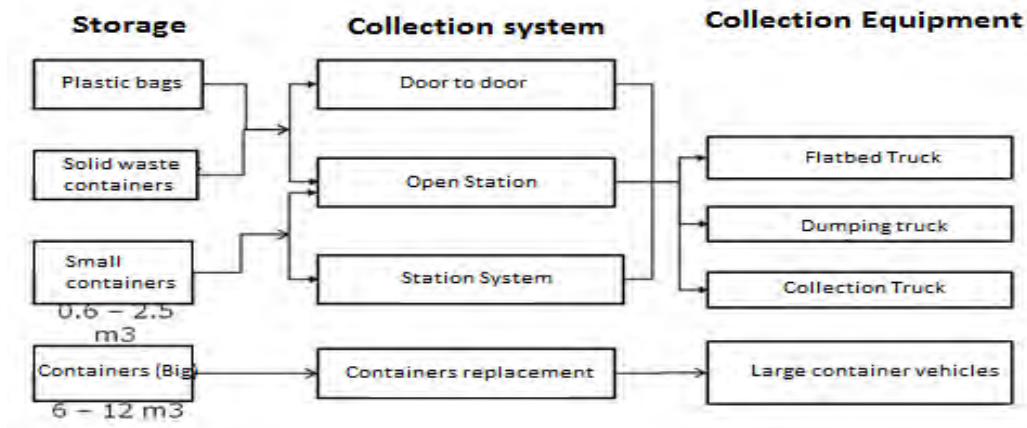 Storage
Collection system
Collection Equipment
Plastic bags
Door to door
Solid waste
containers
Open Station
Flatbed Truck
Dumping truck
Small
containers
0.6 – 2.5
m3
Station System
Collection Truck
Containers (Big)
6 – 12 m3
Containers replacement
Large container vehicles